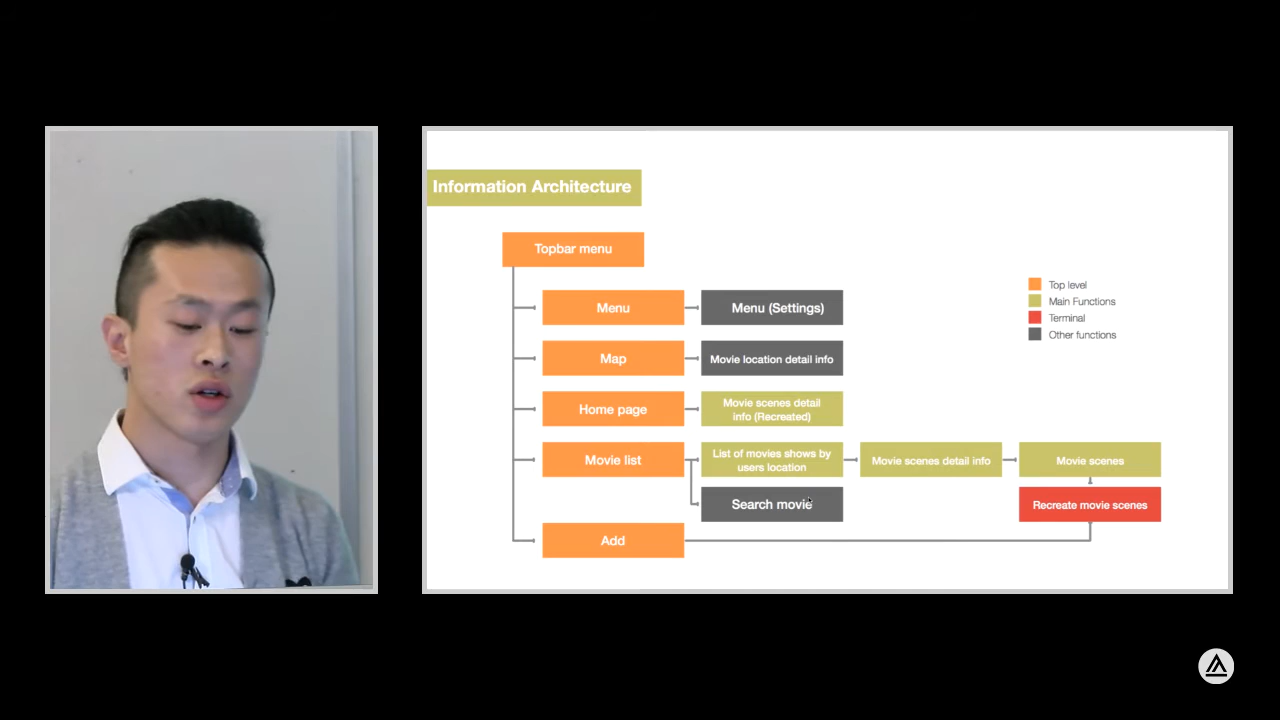 Information Architecture
Topbar menu
Menu
Menu (Settings)
Map
Movie location detail info
Home page
Movie scenes detail
info (Recreated)
Movie list
List of movies shows by
users location
Movie scenes detail info
Movie scenes
Search movie
Recreate movie scenes
Add
Top level
Main Functions
Terminal
Other functions